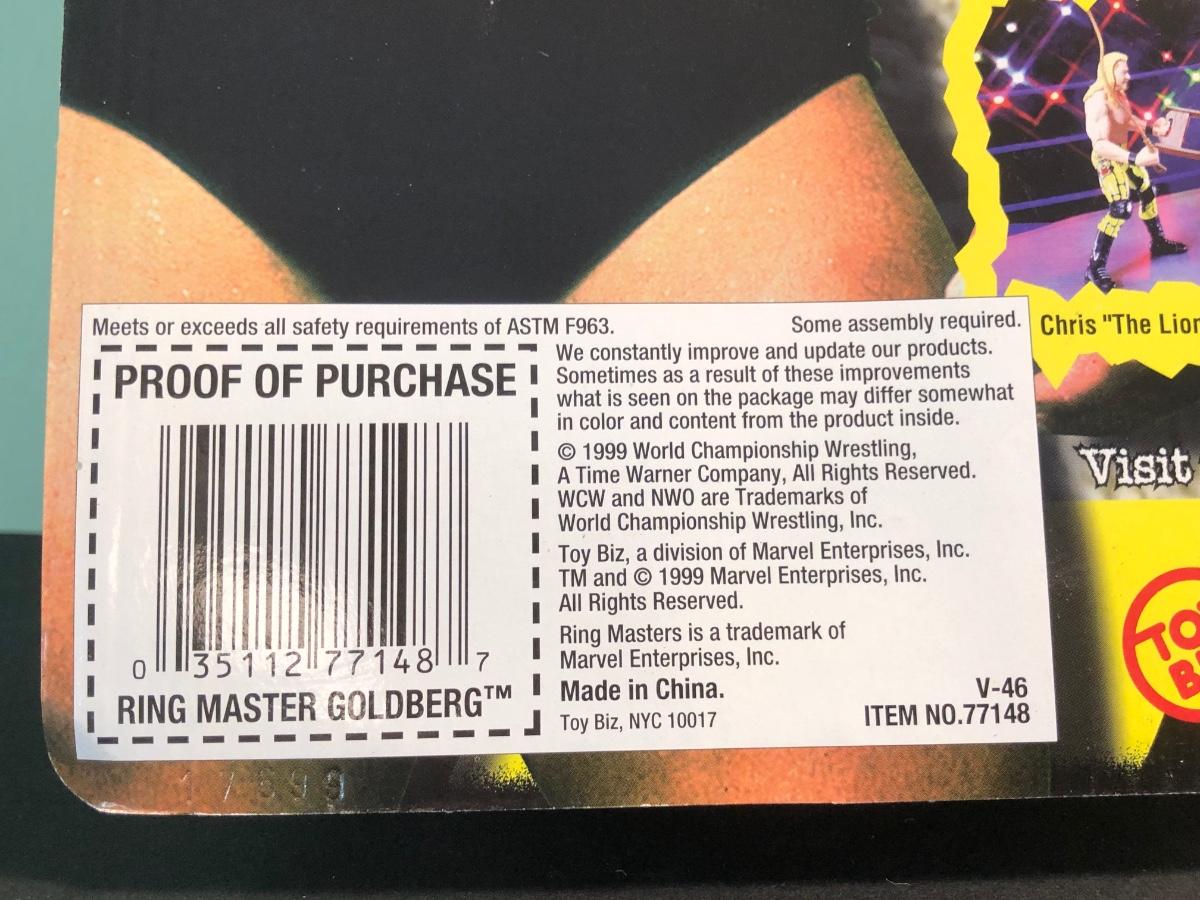 Meets or exceeds all safety requirements of ASTM F963.
Some assembly required.
PROOF OF PURCHASE
0 35112 77148 7
RING MASTER GOLDBERG™
We constantly improve and update our products.
Sometimes as a result of these improvements
what is seen on the package may differ somewhat
in color and content from the product inside.
© 1999 World Championship Wrestling,
A Time Warner Company, All Rights Reserved.
WCW and NWO are Trademarks of
World Championship Wrestling, Inc.
Toy Biz, a division of Marvel Enterprises, Inc.
TM and © 1999 Marvel Enterprises, Inc.
All Rights Reserved.
Ring Masters is a trademark of
Marvel Enterprises, Inc.
Made in China.
Toy Biz, NYC 10017
V-46
ITEM NO.77148
Chris "The Lion
Visit